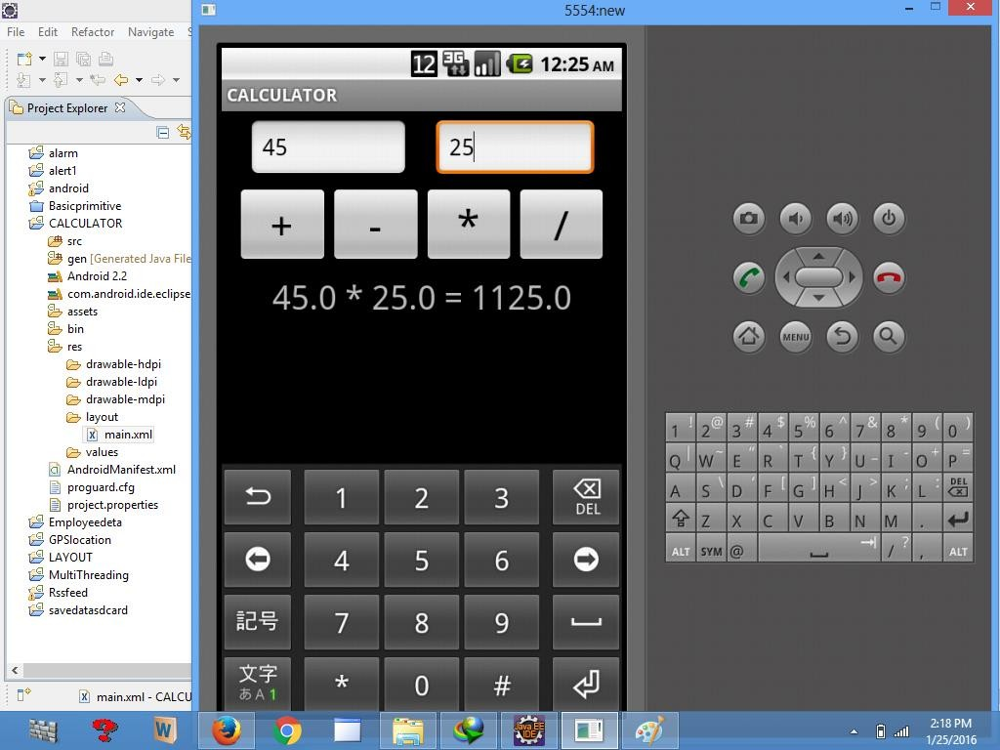 5554:new
File Edit Refactor Navigate
Project Explorer
alarm
alert1
android
Basicprimitive
CALCULATOR
src
gen [Generated Java File
Android 2.2
com.android.ide.eclipse
assets
bin
res
drawable-hdpi
drawable-ldpi
drawable-mdpi
layout
main.xml
values
AndroidManifest.xml
proguard.cfg
project.properties
Employeedeta
GPSlocation
LAYOUT
MultiThreading
Rssfeed
savedatasdcard
main.xml - CALCU
12 3G 12:25 AM
CALCULATOR
45 25
+ - * /
45.0 * 25.0 = 1125.0
1 2 3 DEL
4 5 6
記号 7 8 9
文字 * 0 #
あA1
MENU
1 ! 2 @ 3 # 4 $ 5 % 6 ^ 7 & 8 * 9 ( 0 )
Q | W ~ E " R ` T { Y } U _ I - O + P =
A S \ D ' F [ G ] H < J > K ; L : DEL
Z X C V B N M .
ALT SYM @ / ? , ALT
Java EE
IDE
2:18 PM
1/25/2016